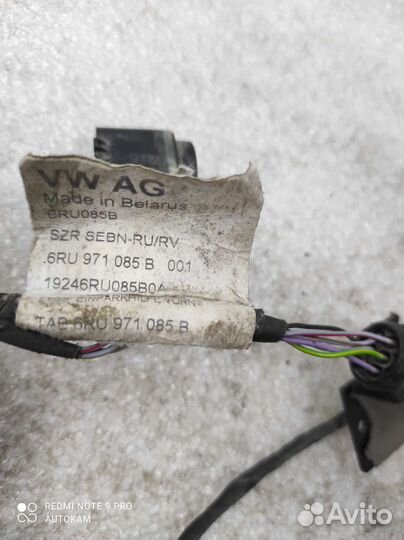 VW AG
Made in Belarus
6RU085B
SZR SEBN-RU/RV
.6RU 971 085 B 001
19246RU085B0A
EINPARKHILFE VORN
TAB 6RU 971 085 B
REDMI NOTE 9 PRO
AUTOKAM
Avito